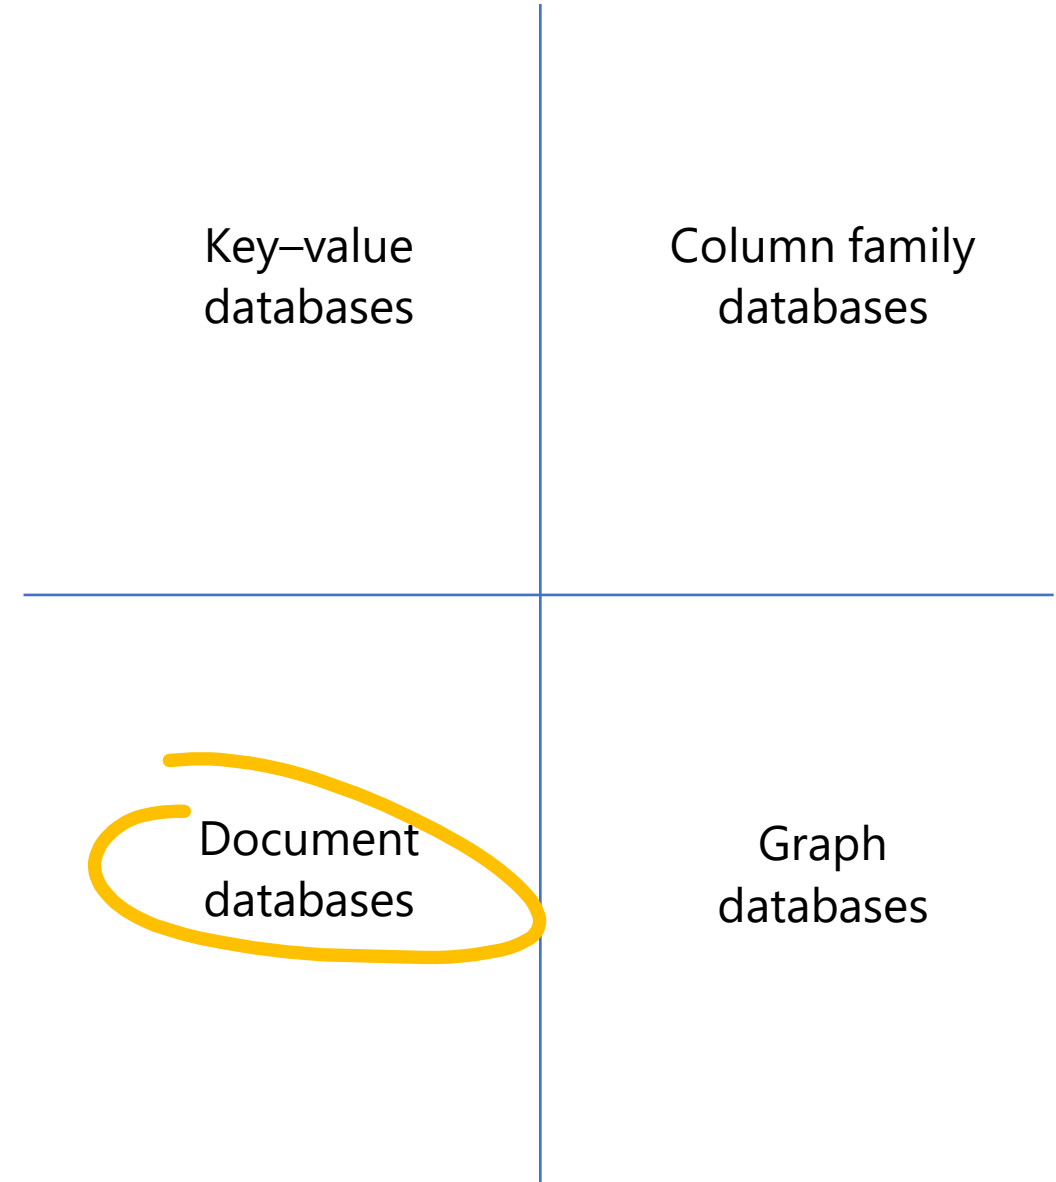 Key–value
databases
Column family
databases
Document
databases
Graph
databases